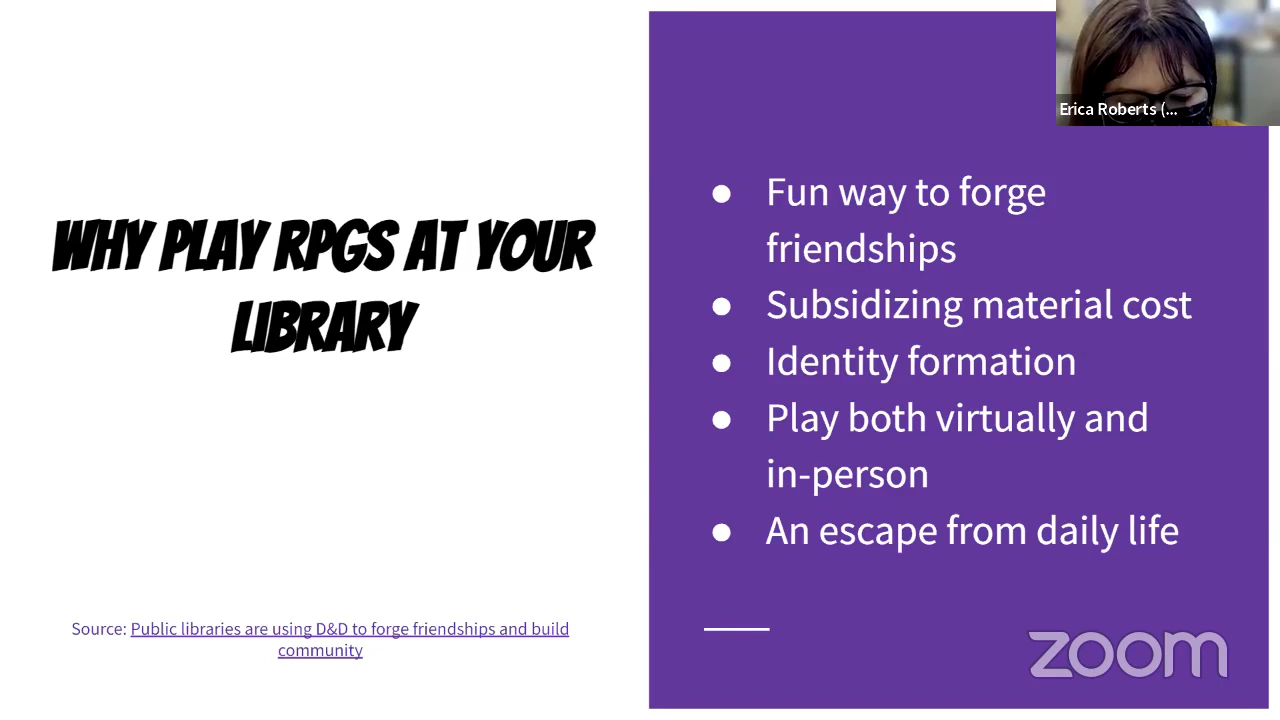 WHY PLAY RPGS AT YOUR
LIBRARY
Source: Public libraries are using D&D to forge friendships and build
community
Erica Roberts (...
● Fun way to forge
friendships
● Subsidizing material cost
● Identity formation
● Play both virtually and
in-person
● An escape from daily life
zoom